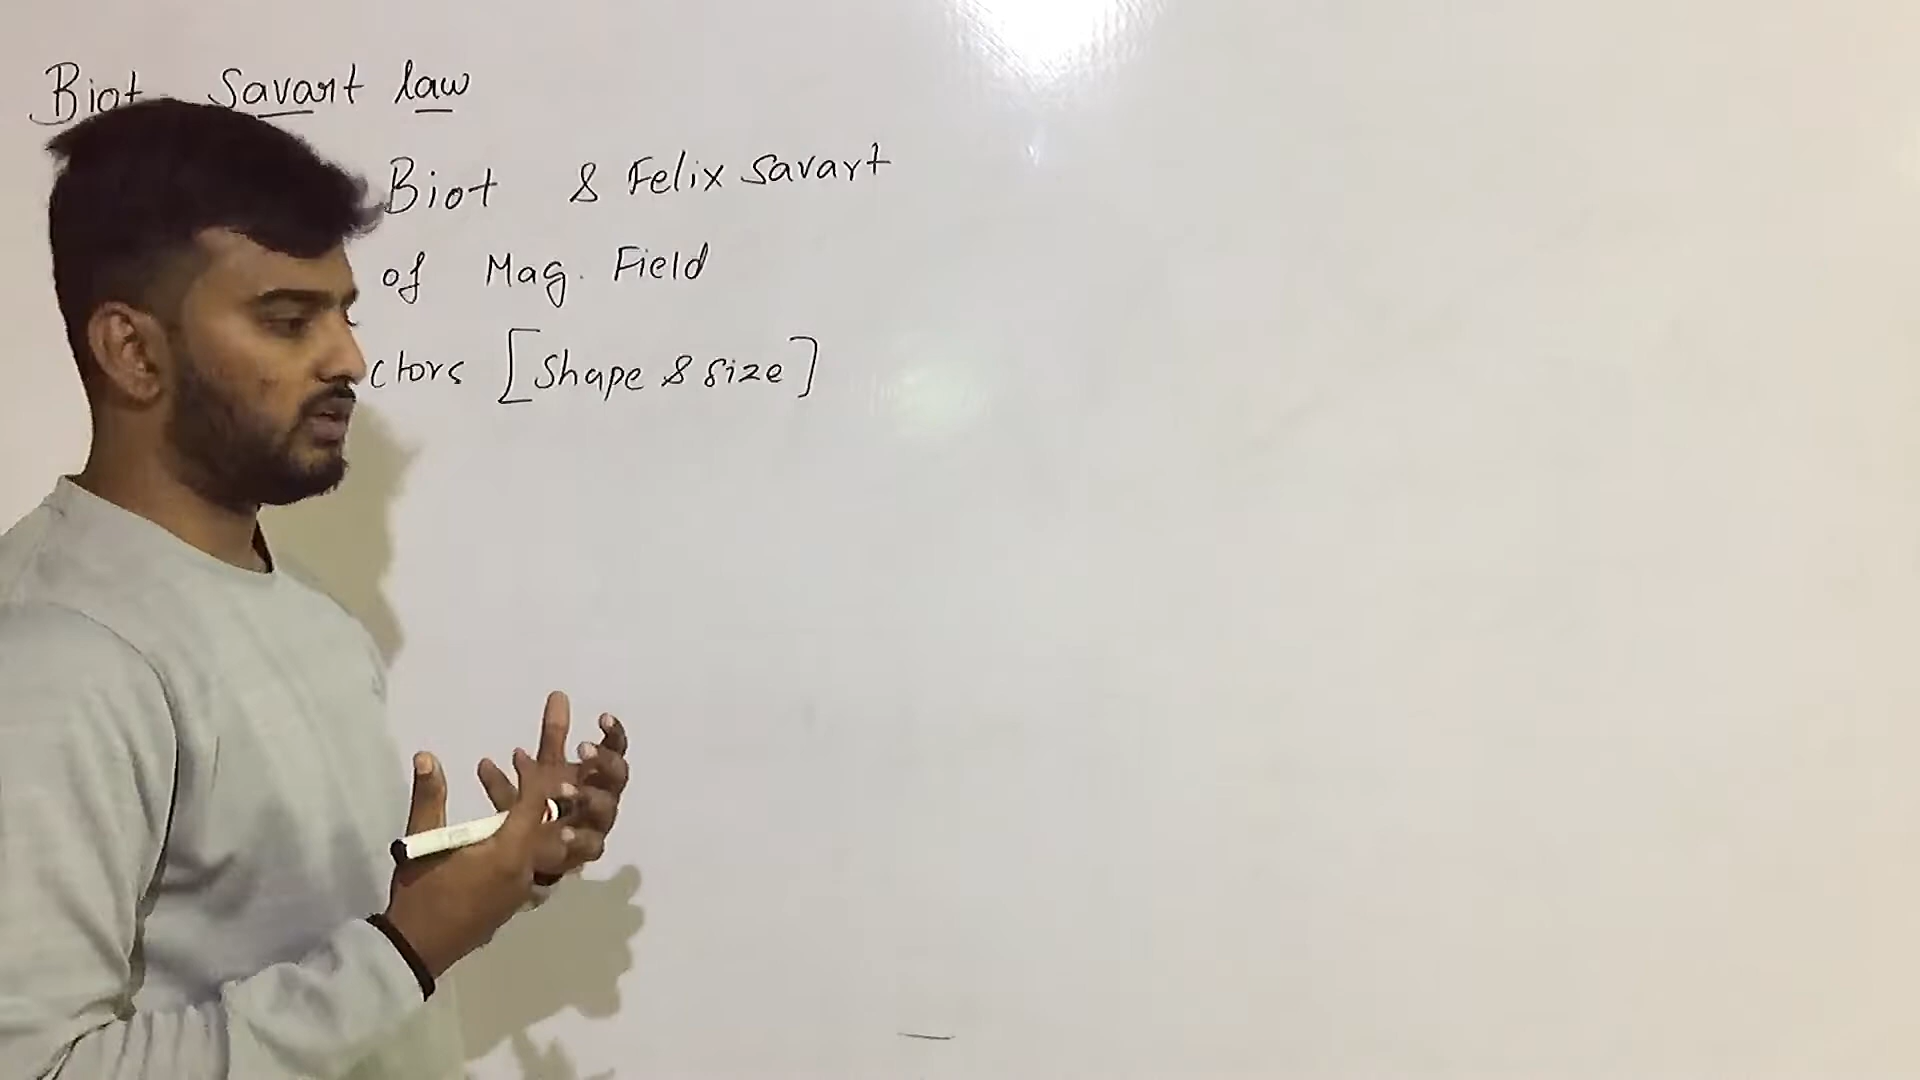 Biot Savart law
Biot & Felix Savart
of Mag. Field
ctors [Shape & size]